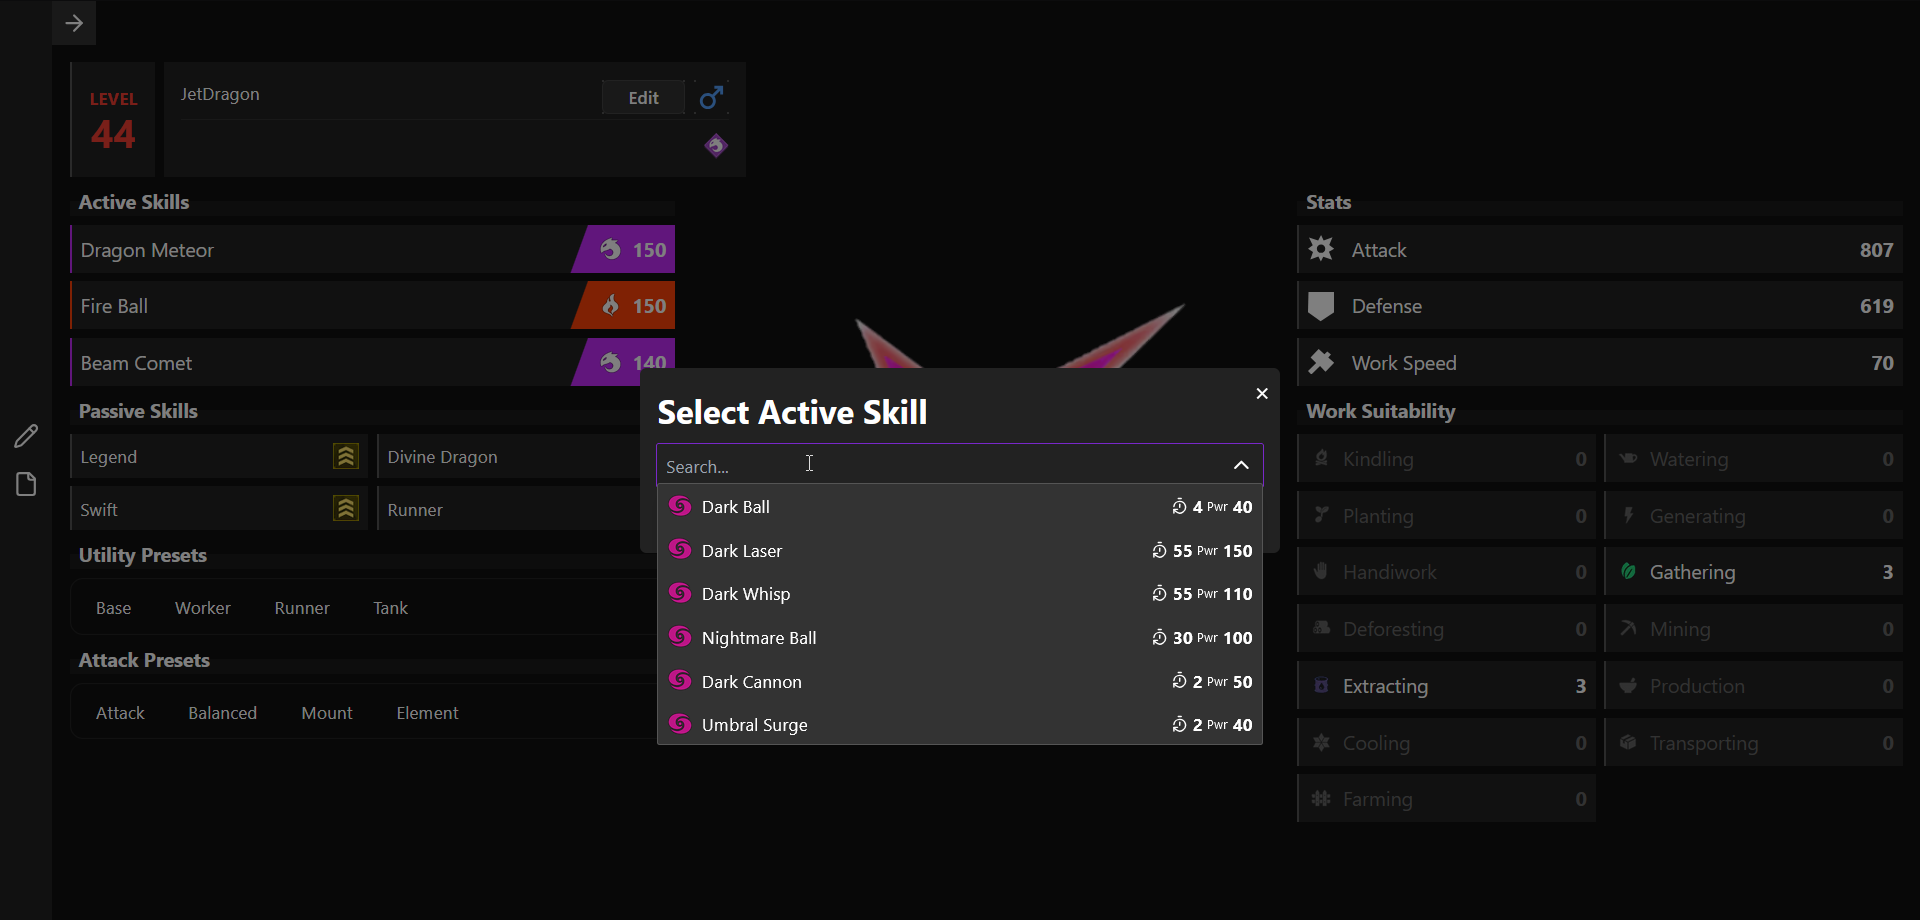 LEVEL
44
JetDragon
Edit
Active Skills
Dragon Meteor 150
Fire Ball 150
Beam Comet 140
Passive Skills
Legend Divine Dragon
Swift Runner
Utility Presets
Base Worker Runner Tank
Attack Presets
Attack Balanced Mount Element
Select Active Skill
Search...
Dark Ball 4 Pwr 40
Dark Laser 55 Pwr 150
Dark Whisp 55 Pwr 110
Nightmare Ball 30 Pwr 100
Dark Cannon 2 Pwr 50
Umbral Surge 2 Pwr 40
Stats
Attack 807
Defense 619
Work Speed 70
Work Suitability
Kindling 0 Watering 0
Planting 0 Generating 0
Handiwork 0 Gathering 3
Deforesting 0 Mining 0
Extracting 3 Production 0
Cooling 0 Transporting 0
Farming 0